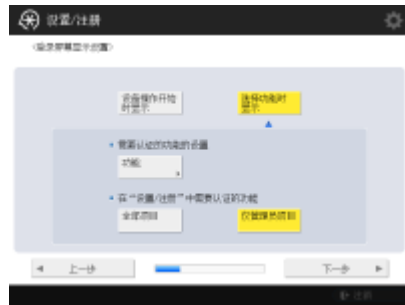 设置/注册
<登录屏幕显示设置>
设备操作开始
时显示
选择功能时
显示
需要认证的功能的设置
功能
在"设置/注册"中需要认证的功能
全部项目
仅管理员项目
上一步
下一步
注销